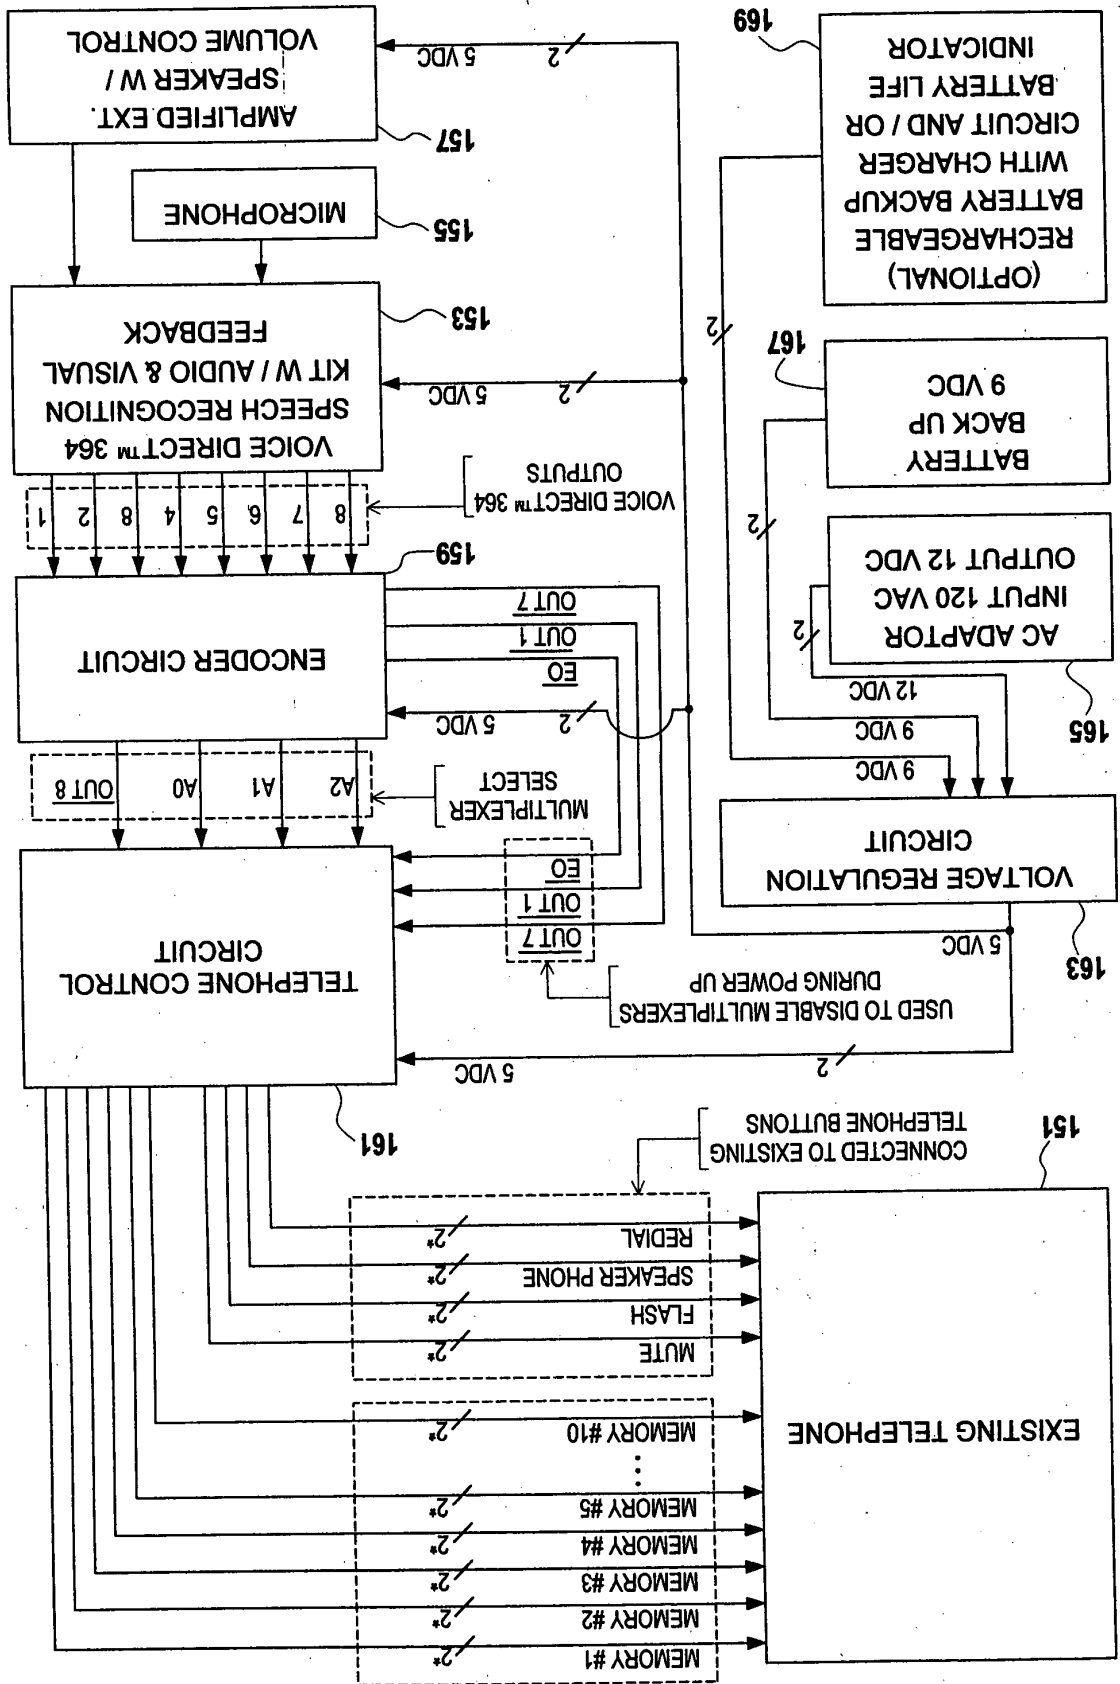 MEMORY #1 2*
MEMORY #2 2*
MEMORY #3 2*
MEMORY #4 2*
MEMORY #5 2*
MEMORY #10 2*
EXISTING TELEPHONE
MUTE 2*
FLASH 2*
SPEAKER PHONE 2*
REDIAL 2*
151
CONNECTED TO EXISTING
TELEPHONE BUTTONS
161
2 5 VDC
USED TO DISABLE MULTIPLEXERS
DURING POWER UP
TELEPHONE CONTROL
CIRCUIT
OUT 7
OUT 1
EO
163
5 VDC
VOLTAGE REGULATION
CIRCUIT
MULTIPLEXER
SELECT
A2 A1 A0 OUT 8
9 VDC
9 VDC
12 VDC
2 5 VDC
EO
OUT 1
OUT 7
ENCODER CIRCUIT
159
165
AC ADAPTOR
INPUT 120 VAC
OUTPUT 12 VDC
2
VOICE DIRECT™ 364
OUTPUTS
8 7 6 5 4 8 2 1
BATTERY
BACK UP
9 VDC
167
2
VOICE DIRECT™ 364
SPEECH RECOGNITION
KIT W / AUDIO & VISUAL
FEEDBACK
153
2 5 VDC
(OPTIONAL)
RECHARGEABLE
BATTERY BACKUP
WITH CHARGER
CIRCUIT AND / OR
BATTERY LIFE
INDICATOR
169
2
155
MICROPHONE
157
AMPLIFIED EXT.
SPEAKER W /
VOLUME CONTROL
2 5 VDC